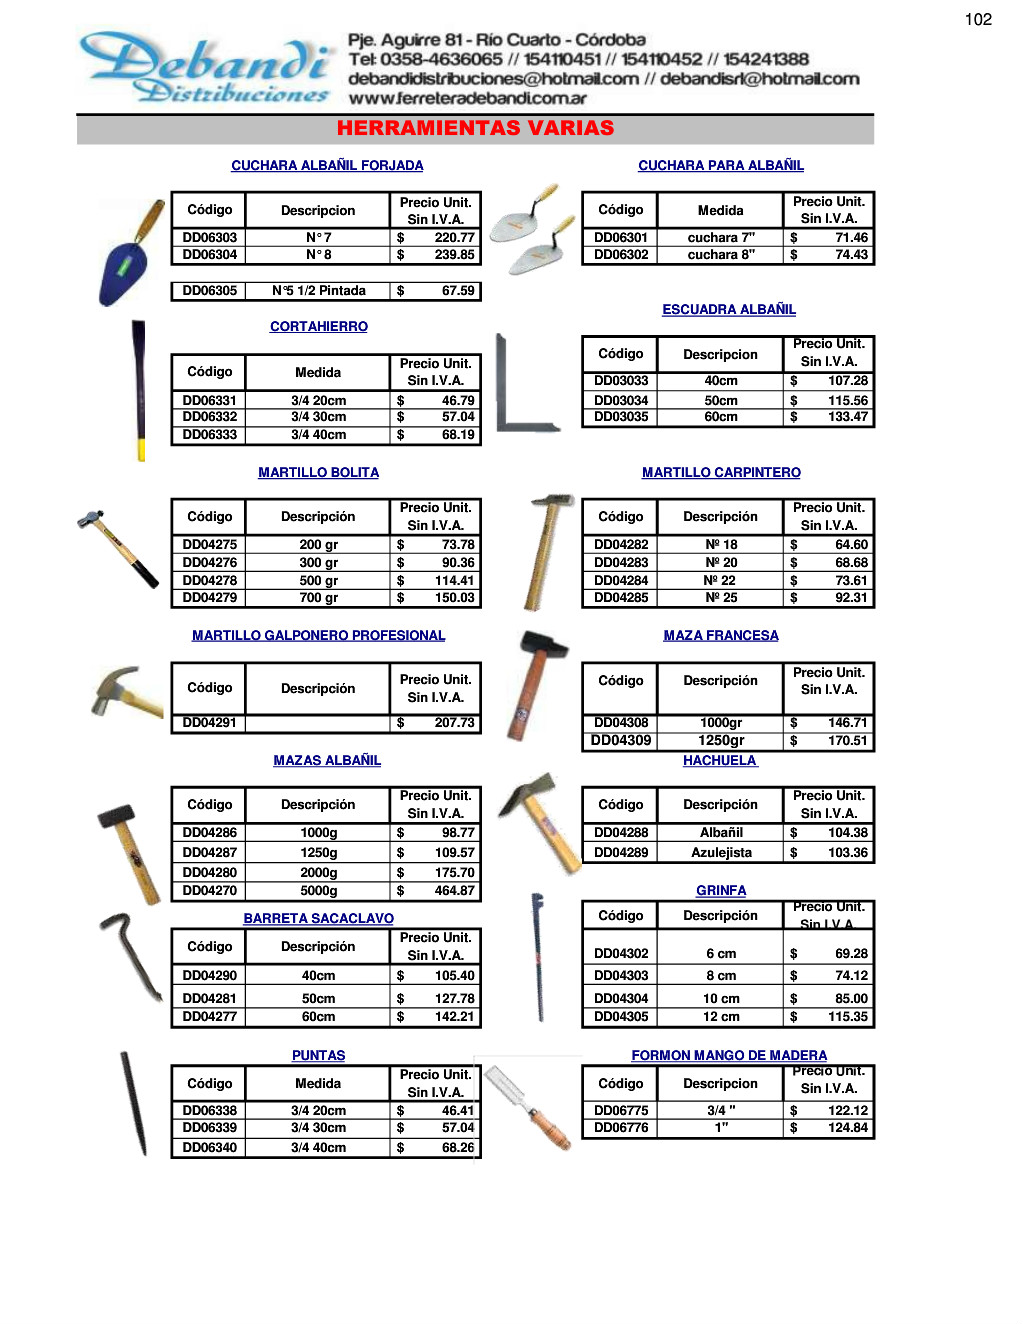 102
Debandi
Distribuciones
Pje. Aguirre 81 - Río Cuarto - Córdoba
Tel: 0358-4636065 // 154110451 // 154110452 // 154241388
debandidistribuciones@hotmail.com // debandisrl@hotmail.com
www.ferreteradebandi.com.ar
HERRAMIENTAS VARIAS
CUCHARA ALBAÑIL FORJADA
Código Descripcion Precio Unit. Sin I.V.A.
DD06303 N° 7 $ 220.77
DD06304 N° 8 $ 239.85
DD06305 N°5 1/2 Pintada $ 67.59
CUCHARA PARA ALBAÑIL
Código Medida Precio Unit. Sin I.V.A.
DD06301 cuchara 7" $ 71.46
DD06302 cuchara 8" $ 74.43
CORTAHIERRO
Código Medida Precio Unit. Sin I.V.A.
DD06331 3/4 20cm $ 46.79
DD06332 3/4 30cm $ 57.04
DD06333 3/4 40cm $ 68.19
ESCUADRA ALBAÑIL
Código Descripcion Precio Unit. Sin I.V.A.
DD03033 40cm $ 107.28
DD03034 50cm $ 115.56
DD03035 60cm $ 133.47
MARTILLO BOLITA
Código Descripción Precio Unit. Sin I.V.A.
DD04275 200 gr $ 73.78
DD04276 300 gr $ 90.36
DD04278 500 gr $ 114.41
DD04279 700 gr $ 150.03
MARTILLO CARPINTERO
Código Descripción Precio Unit. Sin I.V.A.
DD04282 Nº 18 $ 64.60
DD04283 Nº 20 $ 68.68
DD04284 Nº 22 $ 73.61
DD04285 Nº 25 $ 92.31
MARTILLO GALPONERO PROFESIONAL
Código Descripción Precio Unit. Sin I.V.A.
DD04291 $ 207.73
MAZA FRANCESA
Código Descripción Precio Unit. Sin I.V.A.
DD04308 1000gr $ 146.71
DD04309 1250gr $ 170.51
MAZAS ALBAÑIL
Código Descripción Precio Unit. Sin I.V.A.
DD04286 1000g $ 98.77
DD04287 1250g $ 109.57
DD04280 2000g $ 175.70
DD04270 5000g $ 464.87
HACHUELA
Código Descripción Precio Unit. Sin I.V.A.
DD04288 Albañil $ 104.38
DD04289 Azulejista $ 103.36
BARRETA SACACLAVO
Código Descripción Precio Unit. Sin I.V.A.
DD04290 40cm $ 105.40
DD04281 50cm $ 127.78
DD04277 60cm $ 142.21
GRINFA
Código Descripción Precio Unit. Sin I.V.A.
DD04302 6 cm $ 69.28
DD04303 8 cm $ 74.12
DD04304 10 cm $ 85.00
DD04305 12 cm $ 115.35
PUNTAS
Código Medida Precio Unit. Sin I.V.A.
DD06338 3/4 20cm $ 46.41
DD06339 3/4 30cm $ 57.04
DD06340 3/4 40cm $ 68.26
FORMON MANGO DE MADERA
Código Descripcion Precio Unit. Sin I.V.A.
DD06775 3/4 " $ 122.12
DD06776 1" $ 124.84